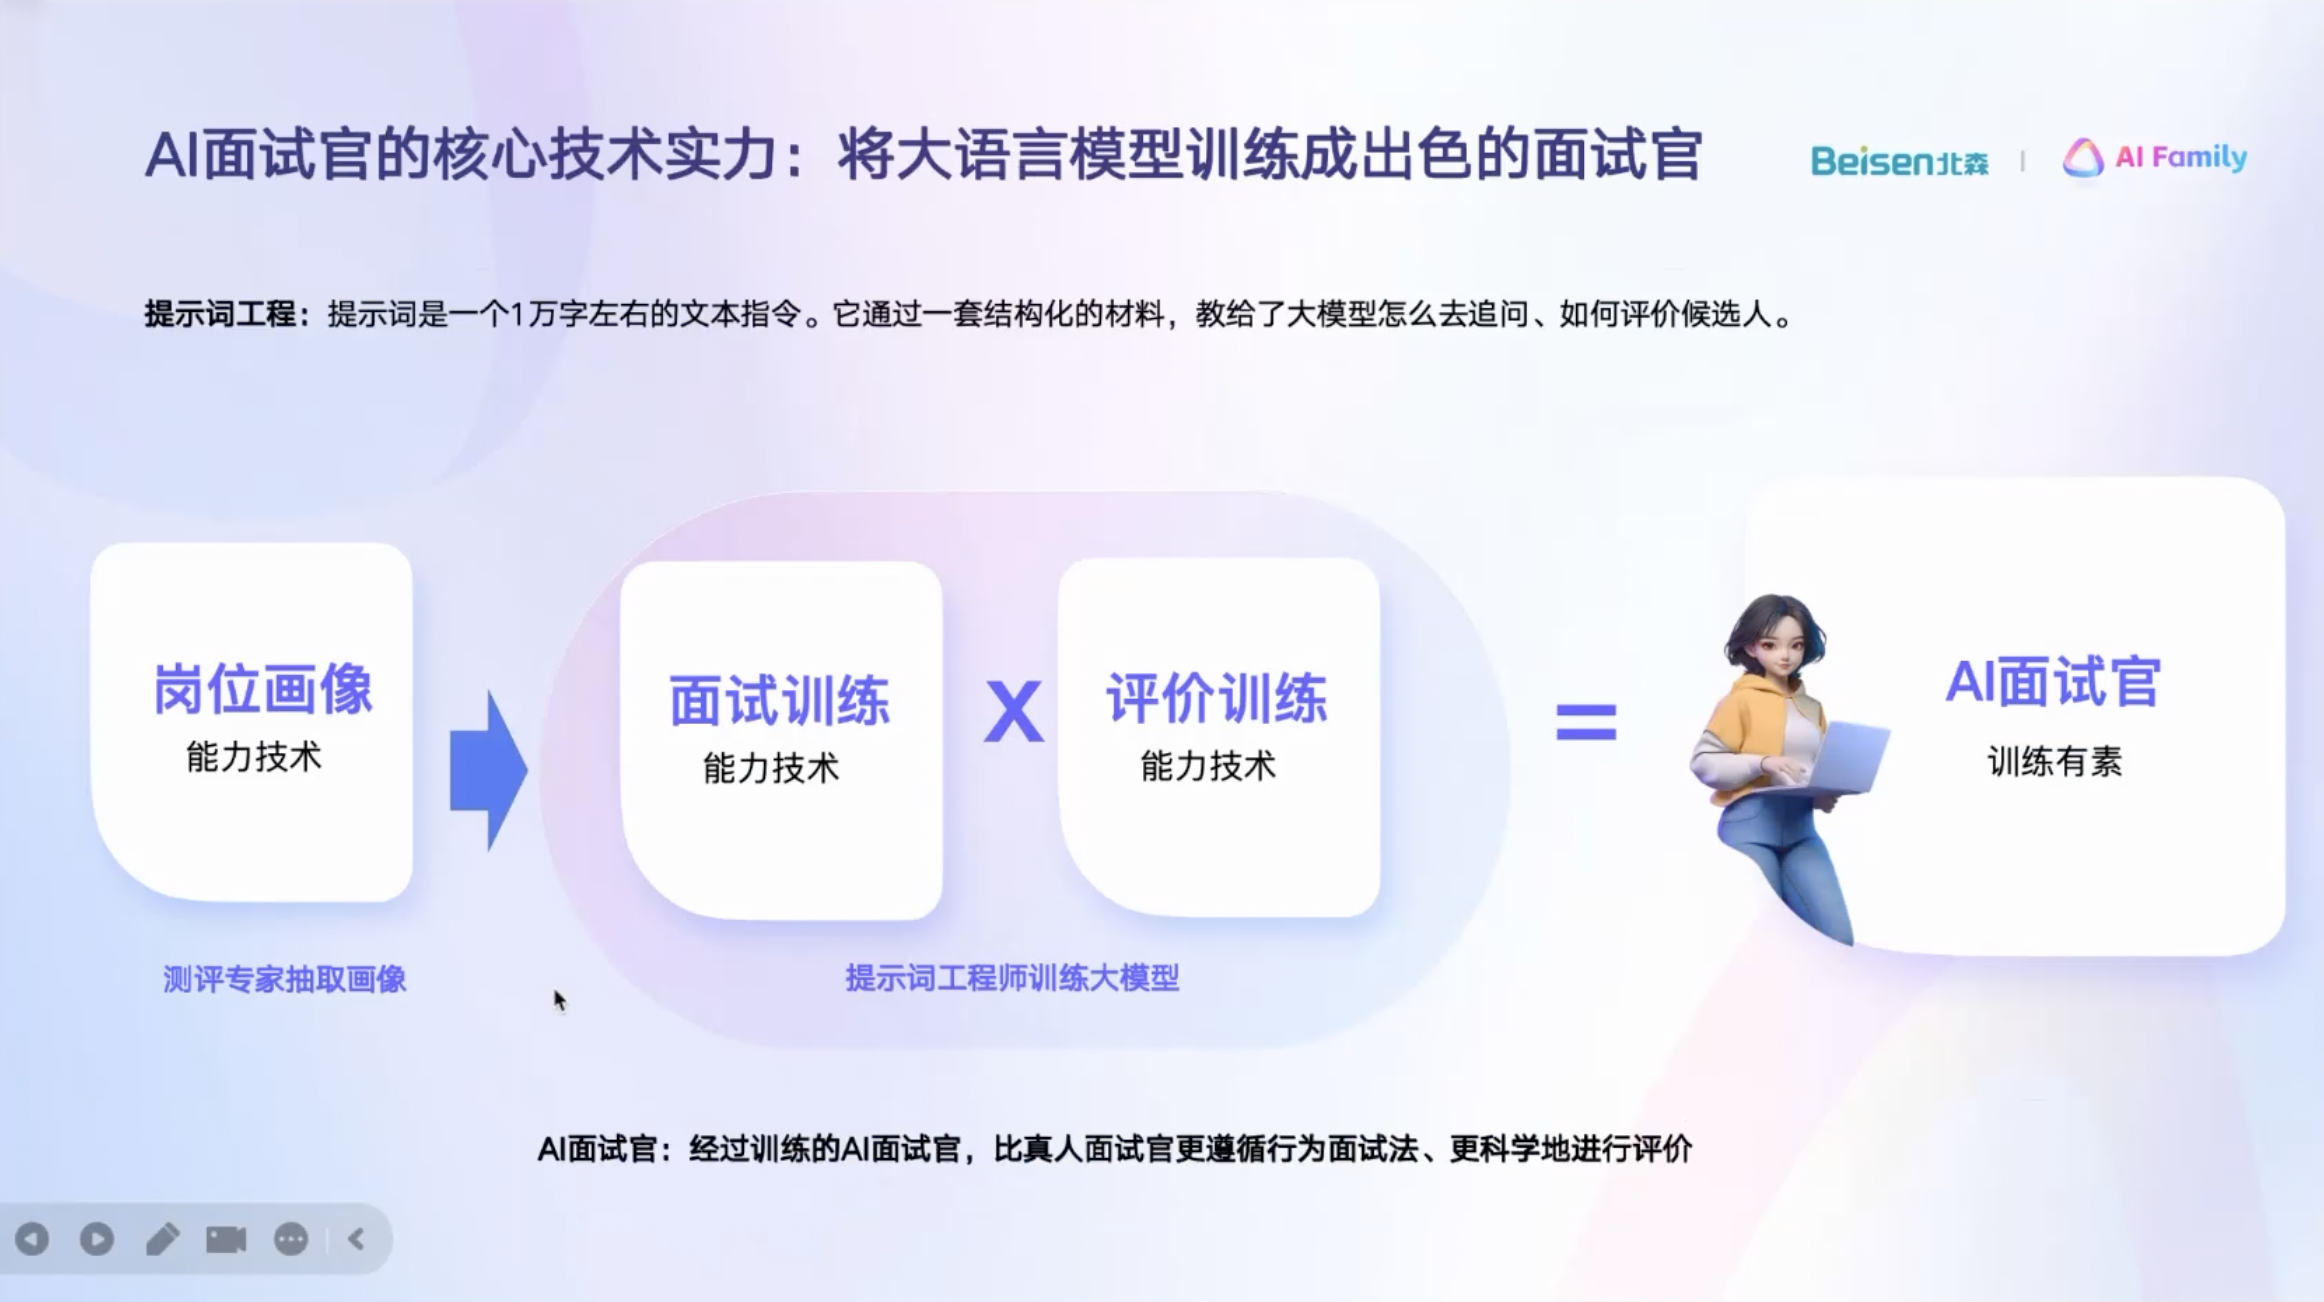 AI面试官的核心技术实力：将大语言模型训练成出色的面试官
Beisen北森 | AI Family
提示词工程：提示词是一个1万字左右的文本指令。它通过一套结构化的材料，教给了大模型怎么去追问、如何评价候选人。
岗位画像
能力技术
测评专家抽取画像
面试训练
能力技术
X
评价训练
能力技术
提示词工程师训练大模型
=
AI面试官
训练有素
AI面试官：经过训练的AI面试官，比真人面试官更遵循行为面试法、更科学地进行评价